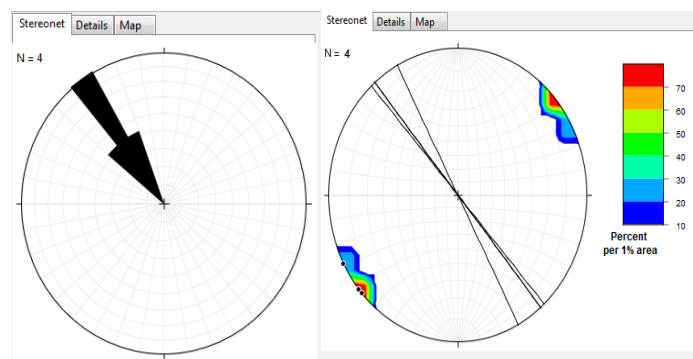 Stereonet Details Map
N = 4
Stereonet Details Map
N = 4
70
60
50
40
30
20
10
Percent
per 1% area